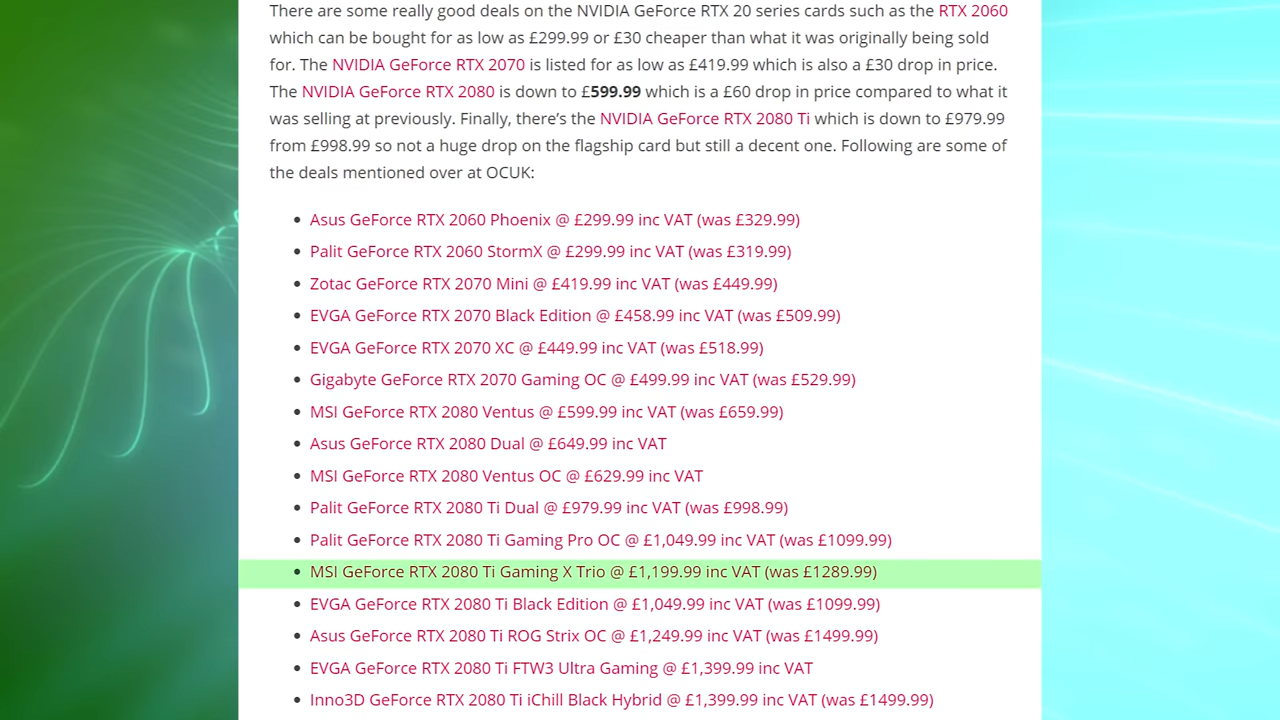 There are some really good deals on the NVIDIA GeForce RTX 20 series cards such as the RTX 2060
which can be bought for as low as £299.99 or £30 cheaper than what it was originally being sold
for. The NVIDIA GeForce RTX 2070 is listed for as low as £419.99 which is also a £30 drop in price.
The NVIDIA GeForce RTX 2080 is down to £599.99 which is a £60 drop in price compared to what it
was selling at previously. Finally, there's the NVIDIA GeForce RTX 2080 Ti which is down to £979.99
from £998.99 so not a huge drop on the flagship card but still a decent one. Following are some of
the deals mentioned over at OCUK:
• Asus GeForce RTX 2060 Phoenix @ £299.99 inc VAT (was £329.99)
• Palit GeForce RTX 2060 StormX @ £299.99 inc VAT (was £319.99)
• Zotac GeForce RTX 2070 Mini @ £419.99 inc VAT (was £449.99)
• EVGA GeForce RTX 2070 Black Edition @ £458.99 inc VAT (was £509.99)
• EVGA GeForce RTX 2070 XC @ £449.99 inc VAT (was £518.99)
• Gigabyte GeForce RTX 2070 Gaming OC @ £499.99 inc VAT (was £529.99)
• MSI GeForce RTX 2080 Ventus @ £599.99 inc VAT (was £659.99)
• Asus GeForce RTX 2080 Dual @ £649.99 inc VAT
• MSI GeForce RTX 2080 Ventus OC @ £629.99 inc VAT
• Palit GeForce RTX 2080 Ti Dual @ £979.99 inc VAT (was £998.99)
• Palit GeForce RTX 2080 Ti Gaming Pro OC @ £1,049.99 inc VAT (was £1099.99)
• MSI GeForce RTX 2080 Ti Gaming X Trio @ £1,199.99 inc VAT (was £1289.99)
• EVGA GeForce RTX 2080 Ti Black Edition @ £1,049.99 inc VAT (was £1099.99)
• Asus GeForce RTX 2080 Ti ROG Strix OC @ £1,249.99 inc VAT (was £1499.99)
• EVGA GeForce RTX 2080 Ti FTW3 Ultra Gaming @ £1,399.99 inc VAT
• Inno3D GeForce RTX 2080 Ti iChill Black Hybrid @ £1,399.99 inc VAT (was £1499.99)